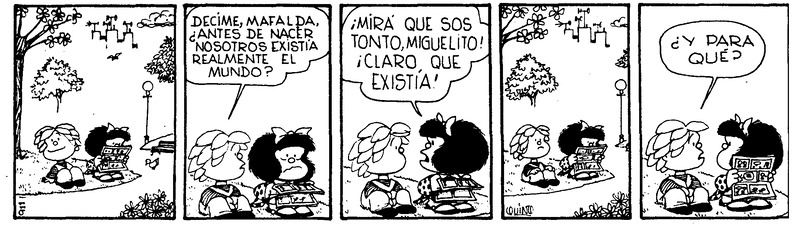 DECIME, MAFALDA,
¿ANTES DE NACER
NOSOTROS EXISTÍA
REALMENTE EL
MUNDO?
¡MIRÁ QUE SOS
TONTO, MIGUELITO!
¡CLARO QUE
EXISTÍA!
¿Y PARA
QUÉ?